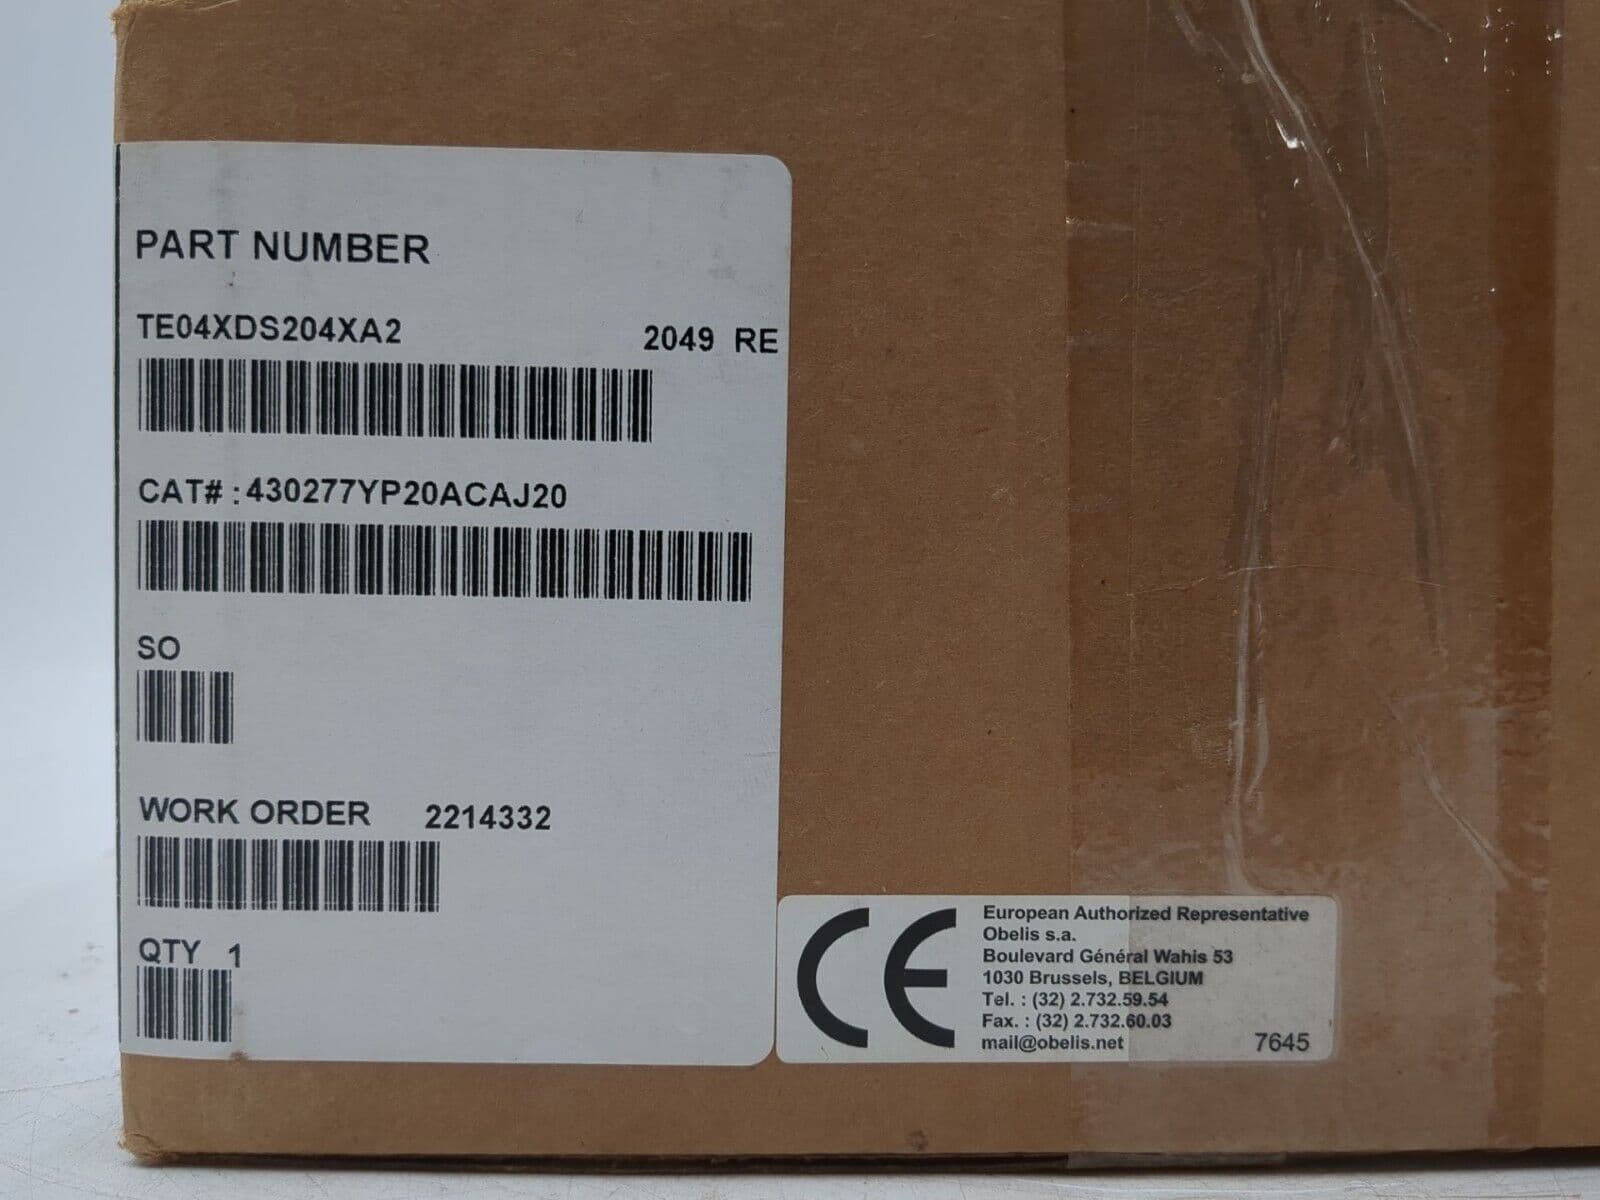 PART NUMBER
TE04XDS204XA2 2049 RE
CAT# : 430277YP20ACAJ20
SO
WORK ORDER 2214332
QTY 1
CE
European Authorized Representative
Obelis s.a.
Boulevard Général Wahis 53
1030 Brussels, BELGIUM
Tel. : (32) 2.732.59.54
Fax. : (32) 2.732.60.03
mail@obelis.net 7645